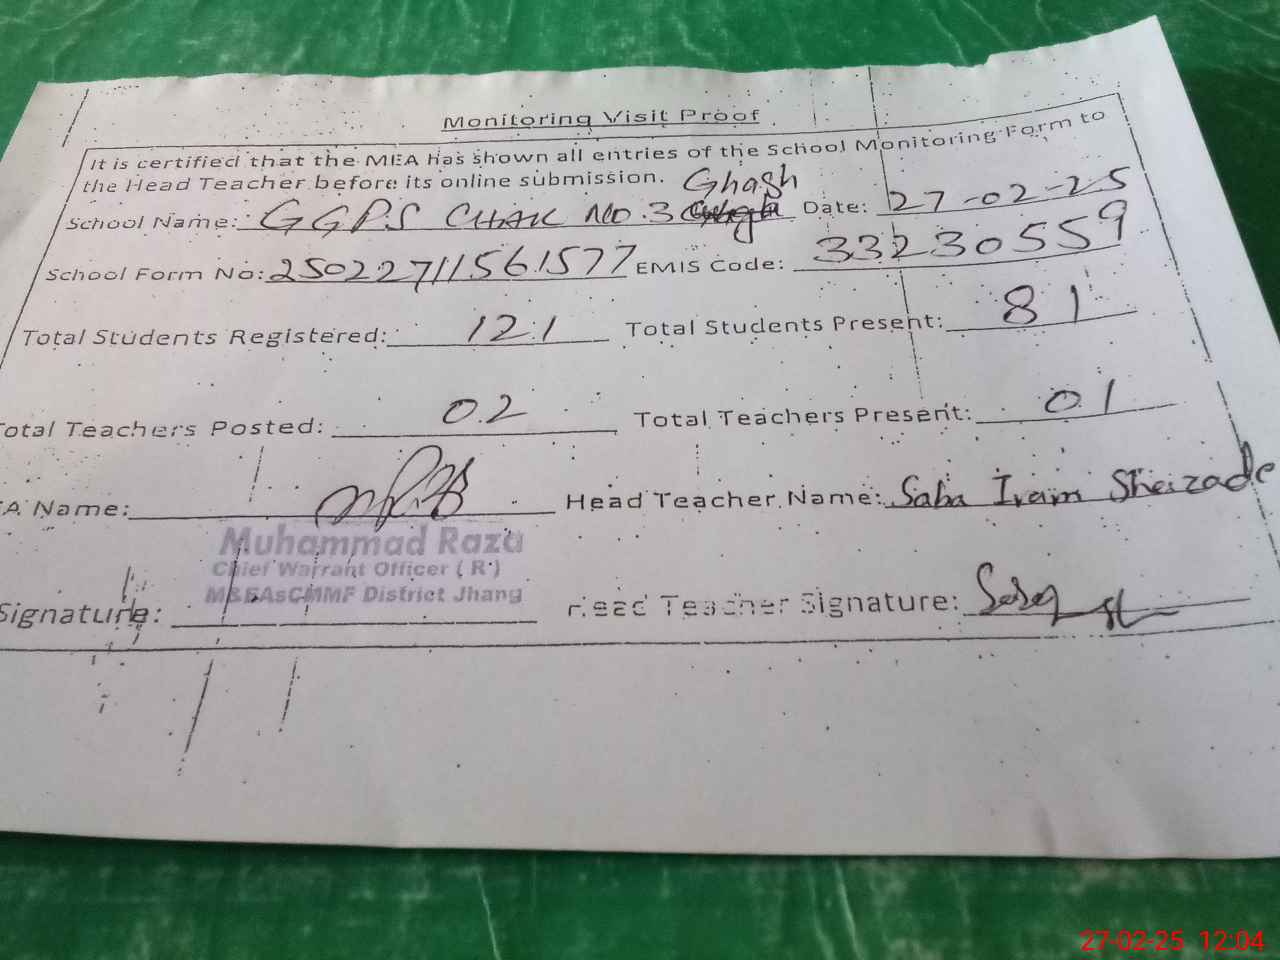 Monitoring Visit Proof
It is certified that the MEA has shown all entries of the School Monitoring Form to
the Head Teacher before its online submission.
School Name: GGPS CHAK NO.3 Ghagh Date: 27-02-25
School Form No: 25022711561577 EMIS Code: 33230559
Total Students Registered: 121 Total Students Present: 81
Total Teachers Posted: 02 Total Teachers Present: 01
A Name: Head Teacher Name: Saba Iram
Muhammad Raza
Chief Warrant Officer (R)
M&EAsCMMF District Jhang
Signature: Head Teacher Signature:
27-02-25 12:04